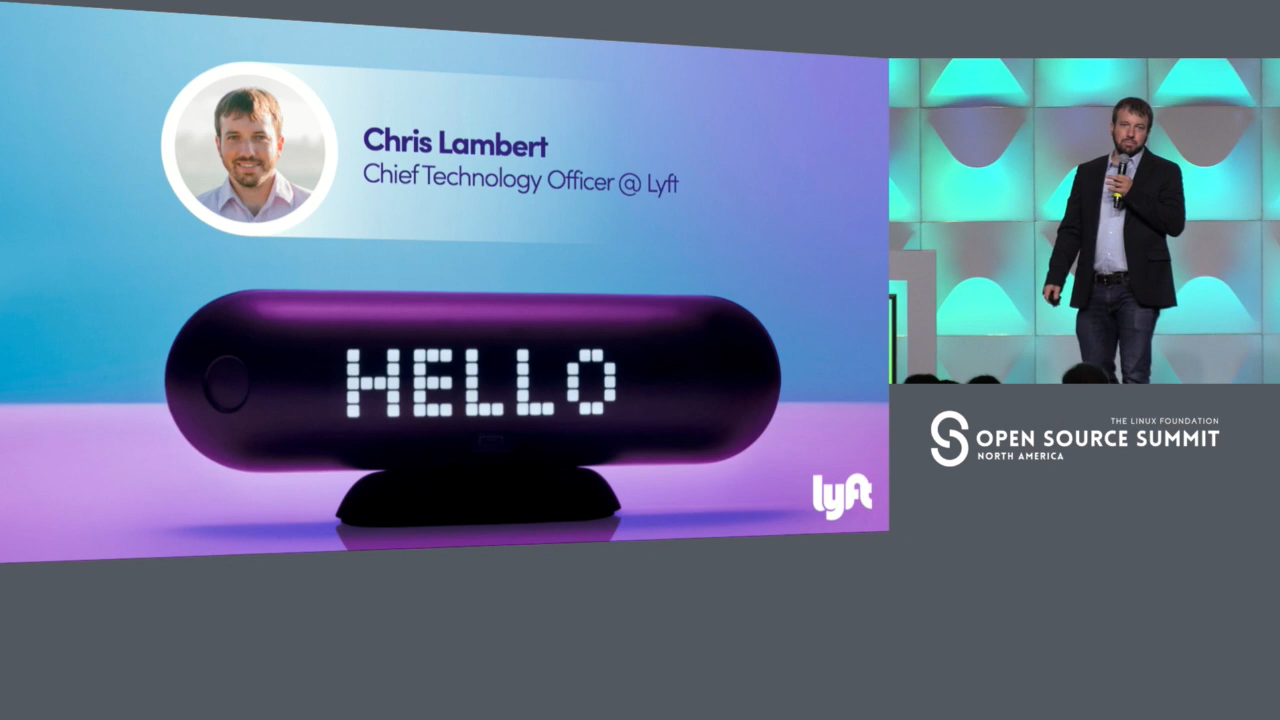 Chris Lambert
Chief Technology Officer @ Lyft
HELLO
lyft
THE LINUX FOUNDATION
OPEN SOURCE SUMMIT
NORTH AMERICA